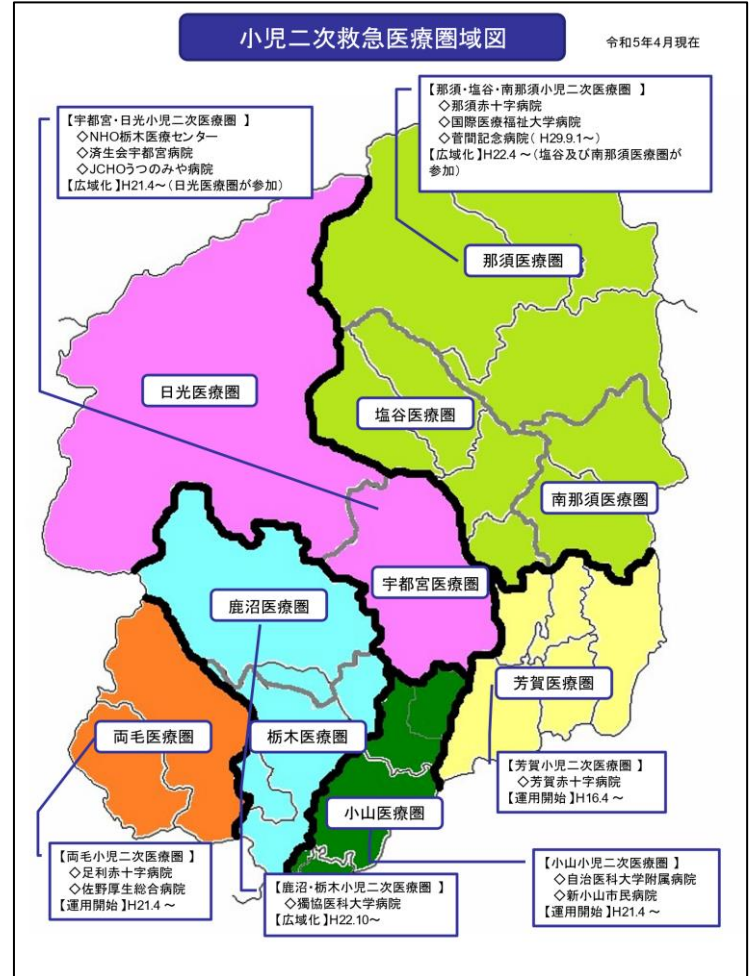 小児二次救急医療圏域図
令和5年4月現在
【宇都宮・日光小児二次医療圏 】
◇NHO栃木医療センター
◇済生会宇都宮病院
◇JCHOうつのみや病院
【広域化】H21.4～(日光医療圏が参加)
【那須・塩谷・南那須小児二次医療圏 】
◇那須赤十字病院
◇国際医療福祉大学病院
◇菅間記念病院( H29.9.1～)
【広域化】H22.4 ～(塩谷及び南那須医療圏が
参加)
那須医療圏
日光医療圏
塩谷医療圏
南那須医療圏
宇都宮医療圏
鹿沼医療圏
芳賀医療圏
両毛医療圏
栃木医療圏
小山医療圏
【芳賀小児二次医療圏 】
◇芳賀赤十字病院
【運用開始】H16.4 ～
【両毛小児二次医療圏 】
◇足利赤十字病院
◇佐野厚生総合病院
【運用開始】H21.4 ～
【鹿沼・栃木小児二次医療圏 】
◇獨協医科大学病院
【広域化】H22.10～
【小山小児二次医療圏 】
◇自治医科大学附属病院
◇新小山市民病院
【運用開始】H21.4～